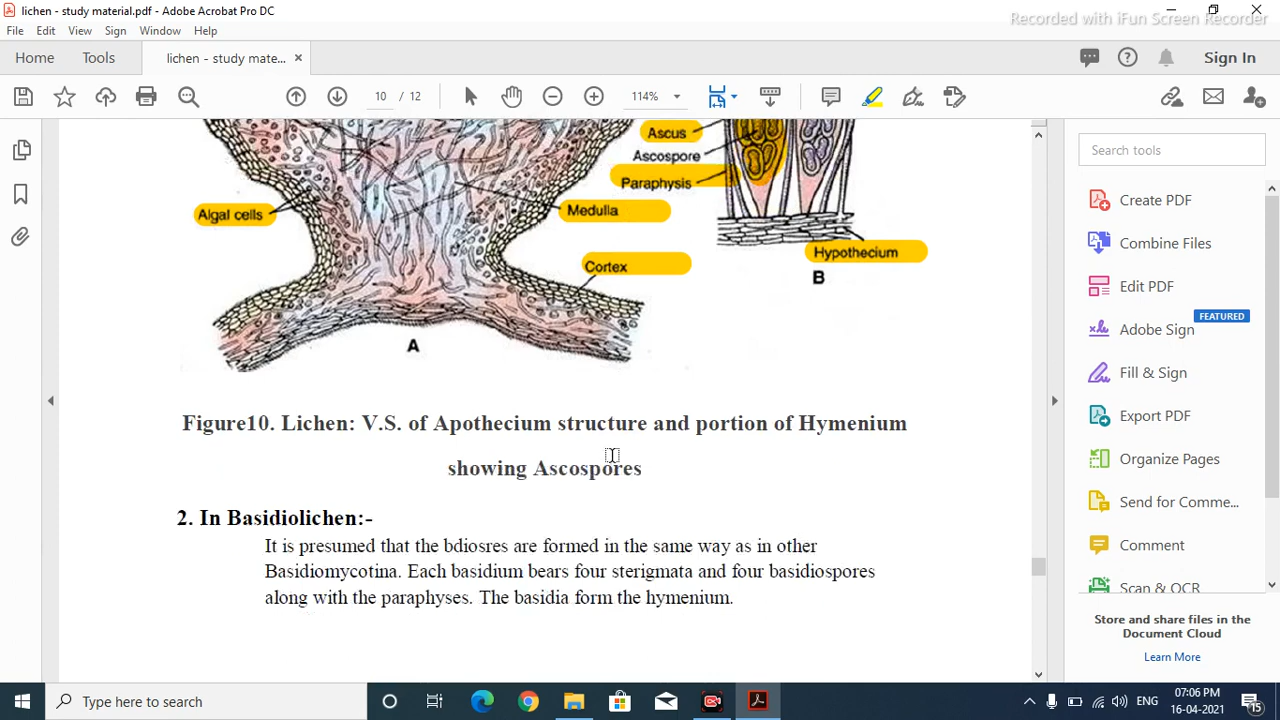 lichen - study material.pdf - Adobe Acrobat Pro DC
Recorded with iFun Screen Recorder
File Edit View Sign Window Help
Home Tools lichen - study mate... × Sign In
10 / 12 114%
Search tools
Ascus
Ascospore
Paraphysis
Algal cells
Medulla
Hypothecium
Cortex
B
A
Figure10. Lichen: V.S. of Apothecium structure and portion of Hymenium
showing Ascospores
2. In Basidiolichen:-
It is presumed that the bdiosres are formed in the same way as in other
Basidiomycotina. Each basidium bears four sterigmata and four basidiospores
along with the paraphyses. The basidia form the hymenium.
Create PDF
Combine Files
Edit PDF
FEATURED
Adobe Sign
Fill & Sign
Export PDF
Organize Pages
Send for Comme...
Comment
Scan & OCR
Store and share files in the
Document Cloud
Learn More
Type here to search
ENG
07:06 PM
16-04-2021
15